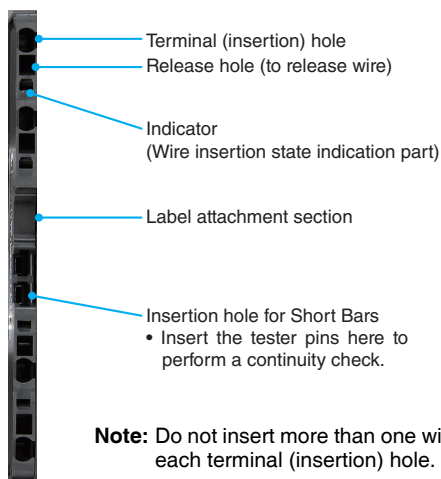 Terminal (insertion) hole
Release hole (to release wire)
Indicator
(Wire insertion state indication part)
Label attachment section
Insertion hole for Short Bars
• Insert the tester pins here to
perform a continuity check.
Note: Do not insert more than one
each terminal (insertion) hole.